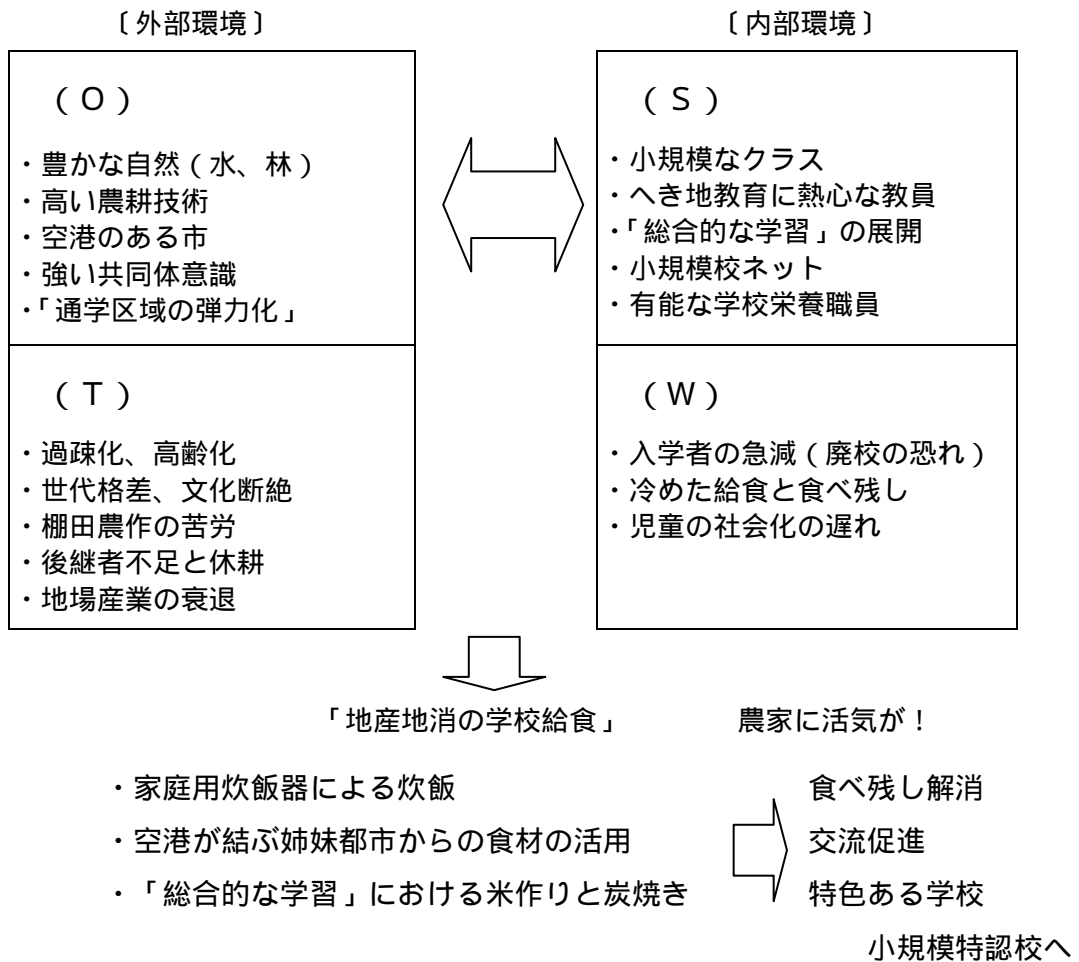 〔外部環境〕
〔内部環境〕
（Ｏ）
・豊かな自然（水、林）
・高い農耕技術
・空港のある市
・強い共同体意識
・「通学区域の弾力化」
（Ｓ）
・小規模なクラス
・へき地教育に熱心な教員
・「総合的な学習」の展開
・小規模校ネット
・有能な学校栄養職員
（Ｔ）
・過疎化、高齢化
・世代格差、文化断絶
・棚田農作の苦労
・後継者不足と休耕
・地場産業の衰退
（Ｗ）
・入学者の急減（廃校の恐れ）
・冷めた給食と食べ残し
・児童の社会化の遅れ
「地産地消の学校給食」
農家に活気が！
・家庭用炊飯器による炊飯
・空港が結ぶ姉妹都市からの食材の活用
・「総合的な学習」における米作りと炭焼き
食べ残し解消
交流促進
特色ある学校
小規模特認校へ